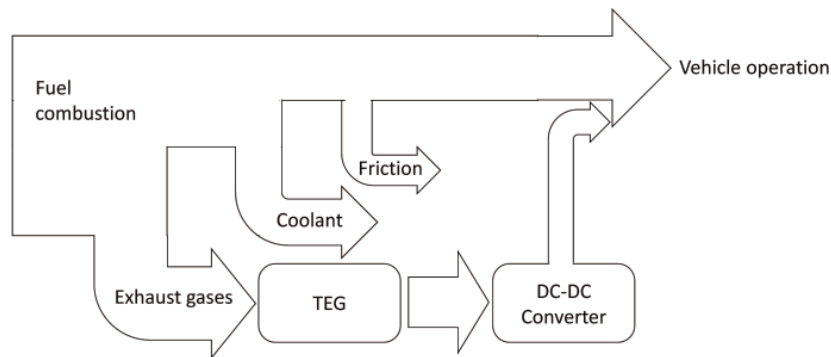 Vehicle operation
Fuel
combustion
Friction
Coolant
Exhaust gases
TEG
DC-DC
Converter